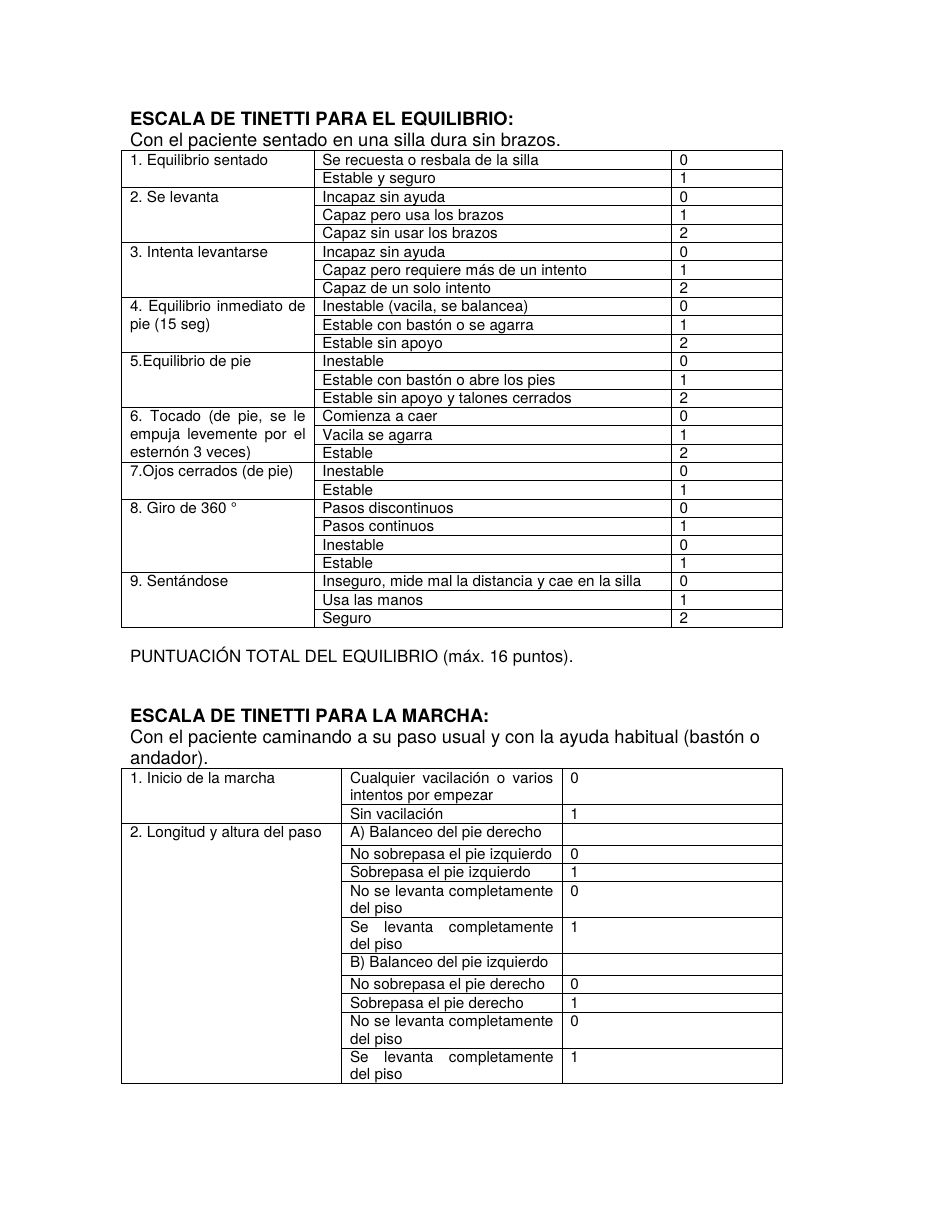 ESCALA DE TINETTI PARA EL EQUILIBRIO:
Con el paciente sentado en una silla dura sin brazos.
1. Equilibrio sentado
Se recuesta o resbala de la silla 0
Estable y seguro 1
2. Se levanta
Incapaz sin ayuda 0
Capaz pero usa los brazos 1
Capaz sin usar los brazos 2
3. Intenta levantarse
Incapaz sin ayuda 0
Capaz pero requiere más de un intento 1
Capaz de un solo intento 2
4. Equilibrio inmediato de
pie (15 seg)
Inestable (vacila, se balancea) 0
Estable con bastón o se agarra 1
Estable sin apoyo 2
5.Equilibrio de pie
Inestable 0
Estable con bastón o abre los pies 1
Estable sin apoyo y talones cerrados 2
6. Tocado (de pie, se le
empuja levemente por el
esternón 3 veces)
Comienza a caer 0
Vacila se agarra 1
Estable 2
7.Ojos cerrados (de pie)
Inestable 0
Estable 1
8. Giro de 360 °
Pasos discontinuos 0
Pasos continuos 1
Inestable 0
Estable 1
9. Sentándose
Inseguro, mide mal la distancia y cae en la silla 0
Usa las manos 1
Seguro 2
PUNTUACIÓN TOTAL DEL EQUILIBRIO (máx. 16 puntos).
ESCALA DE TINETTI PARA LA MARCHA:
Con el paciente caminando a su paso usual y con la ayuda habitual (bastón o
andador).
1. Inicio de la marcha
Cualquier vacilación o varios 0
intentos por empezar
Sin vacilación 1
2. Longitud y altura del paso
A) Balanceo del pie derecho
No sobrepasa el pie izquierdo 0
Sobrepasa el pie izquierdo 1
No se levanta completamente 0
del piso
Se levanta completamente 1
del piso
B) Balanceo del pie izquierdo
No sobrepasa el pie derecho 0
Sobrepasa el pie derecho 1
No se levanta completamente 0
del piso
Se levanta completamente 1
del piso